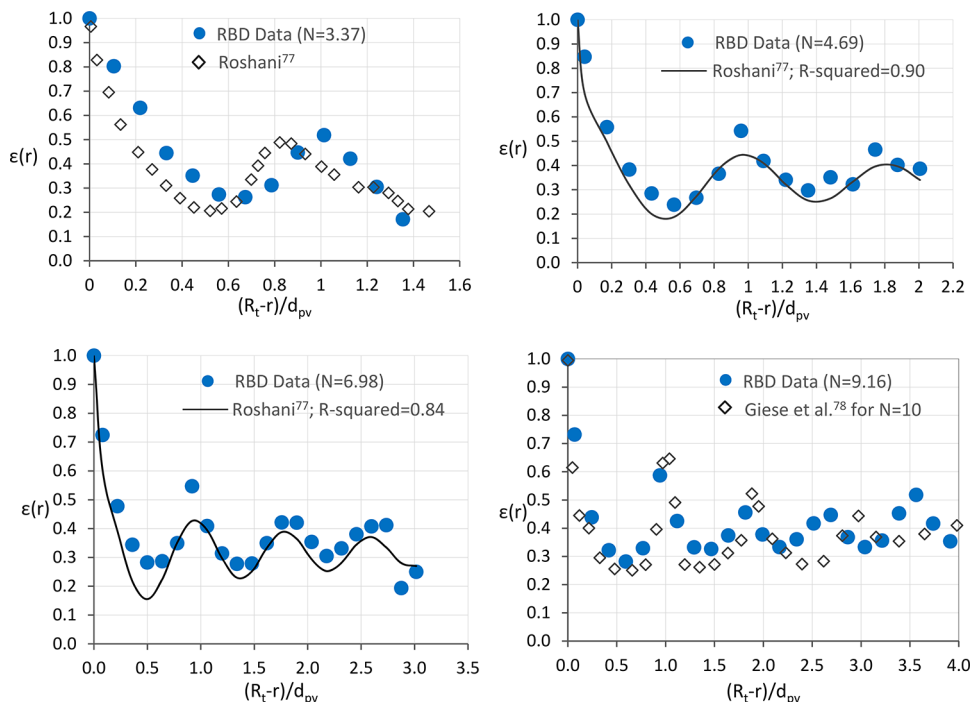 1.0
0.9
0.8
0.7
0.6
0.5
0.4
0.3
0.2
0.1
0.0
ε(r)
RBD Data (N=3.37)
Roshani⁷⁷
0 0.2 0.4 0.6 0.8 1 1.2 1.4 1.6
(Rₜ-r)/dₚᵥ
1.0
0.9
0.8
0.7
0.6
0.5
0.4
0.3
0.2
0.1
0.0
ε(r)
RBD Data (N=4.69)
Roshani⁷⁷; R-squared=0.90
0 0.2 0.4 0.6 0.8 1 1.2 1.4 1.6 1.8 2 2.2
(Rₜ-r)/dₚᵥ
1.0
0.9
0.8
0.7
0.6
0.5
0.4
0.3
0.2
0.1
0.0
ε(r)
RBD Data (N=6.98)
Roshani⁷⁷; R-squared=0.84
0.0 0.5 1.0 1.5 2.0 2.5 3.0 3.5
(Rₜ-r)/dₚᵥ
1.0
0.9
0.8
0.7
0.6
0.5
0.4
0.3
0.2
0.1
0.0
ε(r)
RBD Data (N=9.16)
Giese et al.⁷⁸ for N=10
0.0 0.5 1.0 1.5 2.0 2.5 3.0 3.5 4.0
(Rₜ-r)/dₚᵥ